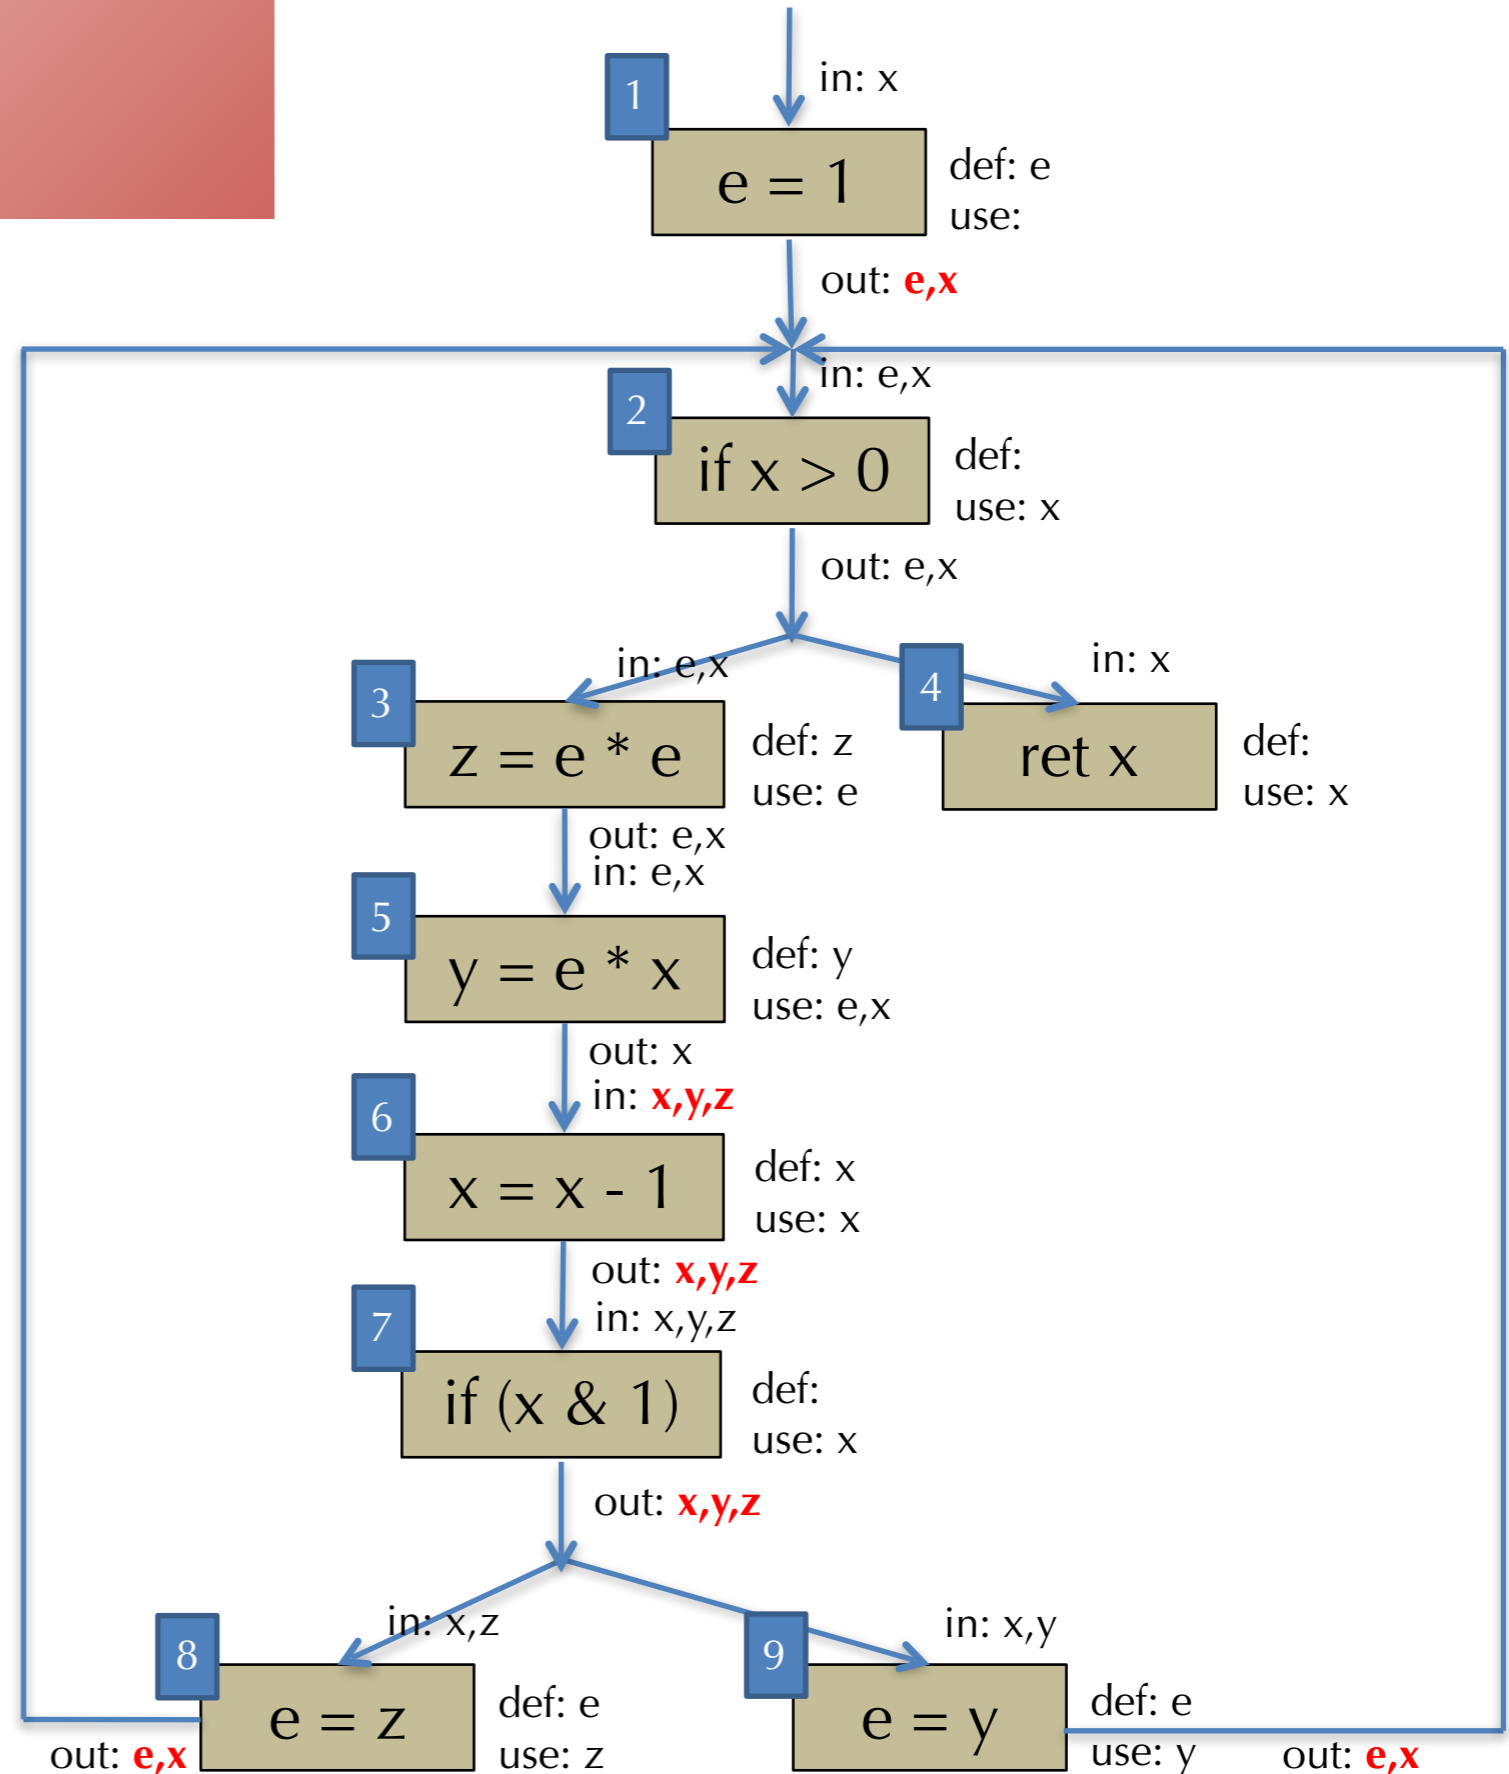 in: x
1
e = 1
def: e
use:
out: e,x
in: e,x
2
if x > 0
def:
use: x
out: e,x
in: e,x
3
z = e * e
def: z
use: e
in: x
4
ret x
def:
use: x
out: e,x
in: e,x
5
y = e * x
def: y
use: e,x
out: x
in: x,y,z
6
x = x - 1
def: x
use: x
out: x,y,z
in: x,y,z
7
if (x & 1)
def:
use: x
out: x,y,z
in: x,z
8
e = z
def: e
use: z
out: e,x
in: x,y
9
e = y
def: e
use: y
out: e,x